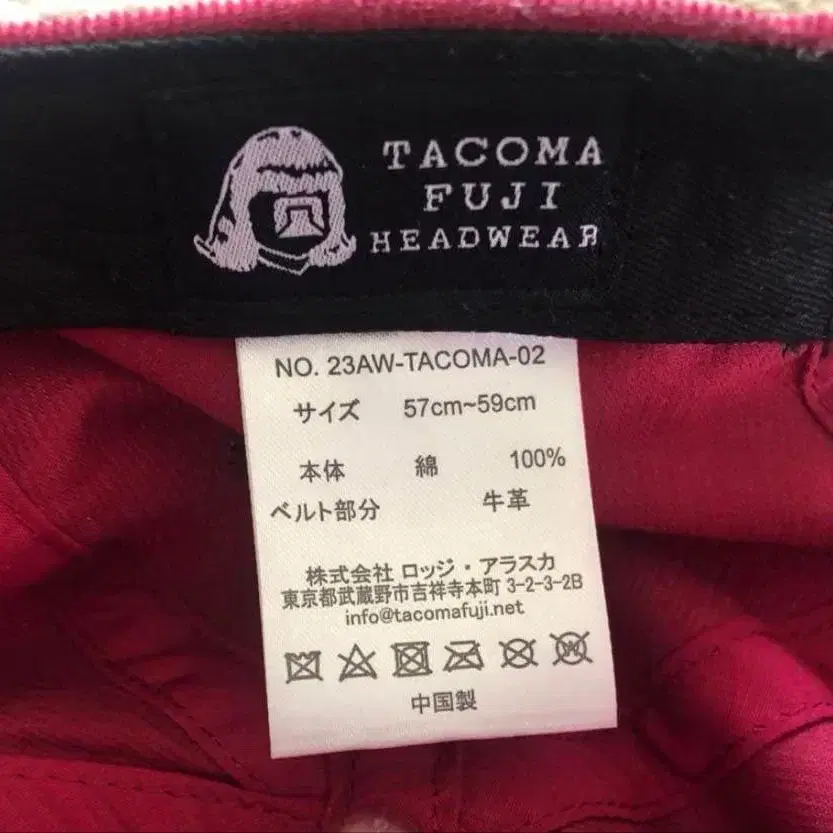 TACOMA
FUJI
HEADWEAR
NO. 23AW-TACOMA-02
サイズ 57cm~59cm
本体 綿 100%
ベルト部分 牛革
株式会社 ロッジ・アラスカ
東京都武蔵野市吉祥寺本町 3-2-3-2B
info@tacomafuji.net
中国製